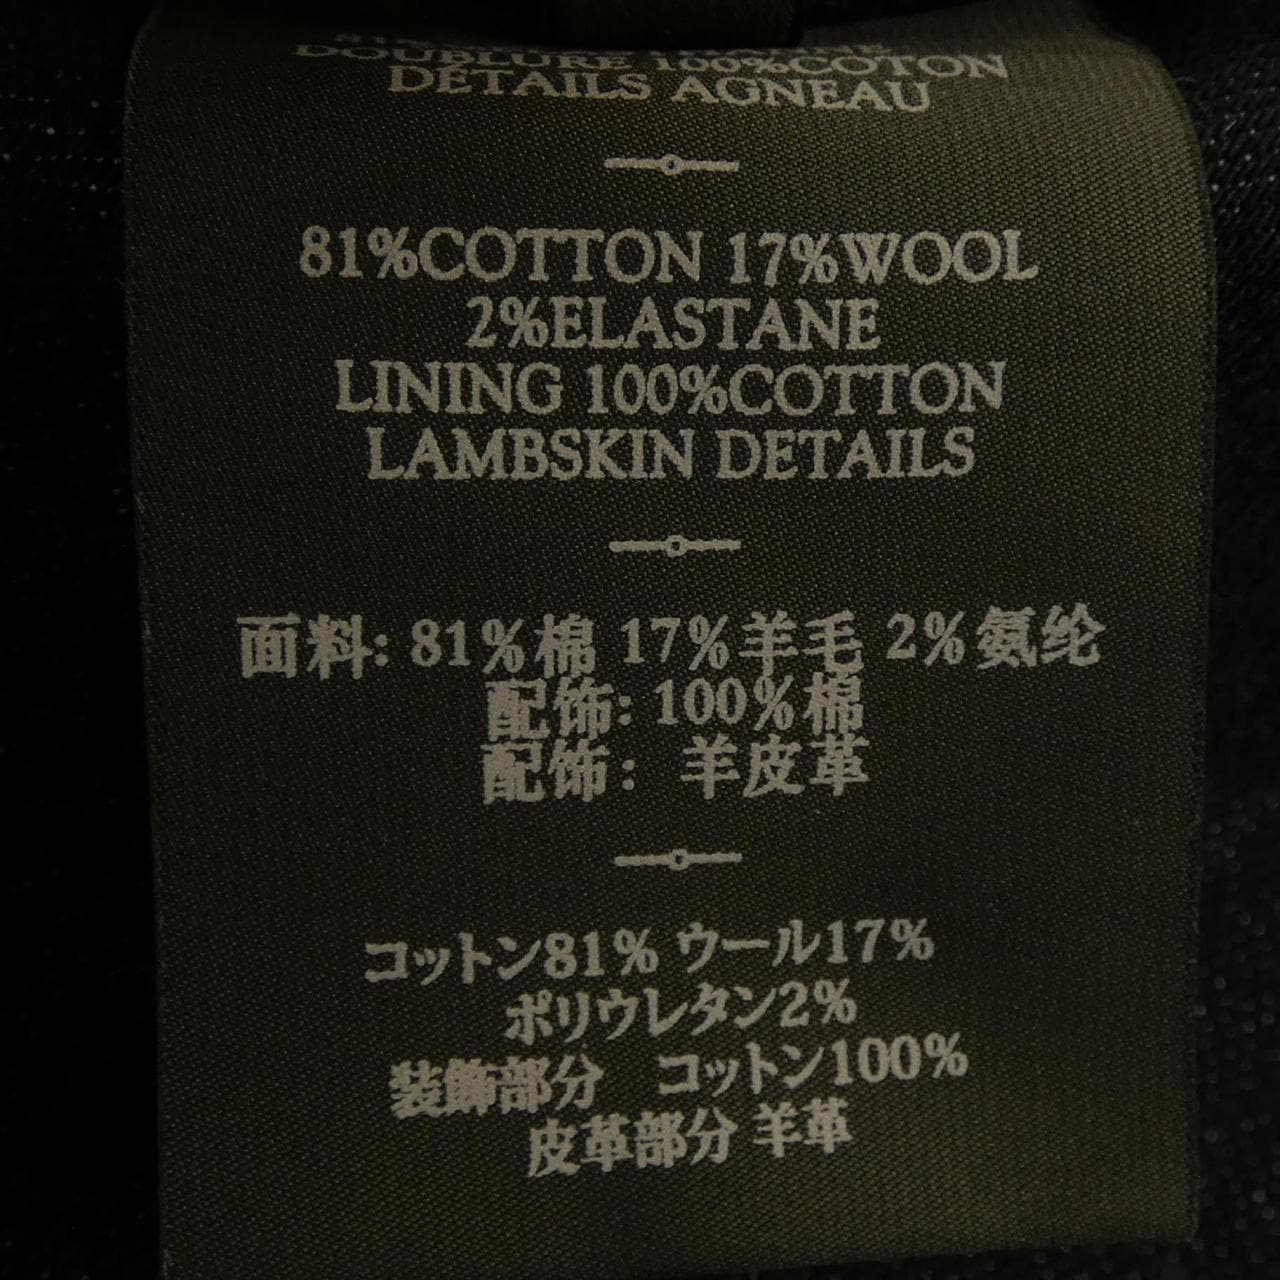 DOUBLURE 100%COTON
DÉTAILS AGNEAU
81%COTTON 17%WOOL
2%ELASTANE
LINING 100%COTTON
LAMBSKIN DETAILS
面料: 81%棉 17%羊毛 2%氨纶
配饰: 100%棉
配饰: 羊皮革
コットン81% ウール17%
ポリウレタン2%
装飾部分 コットン100%
皮革部分 羊革